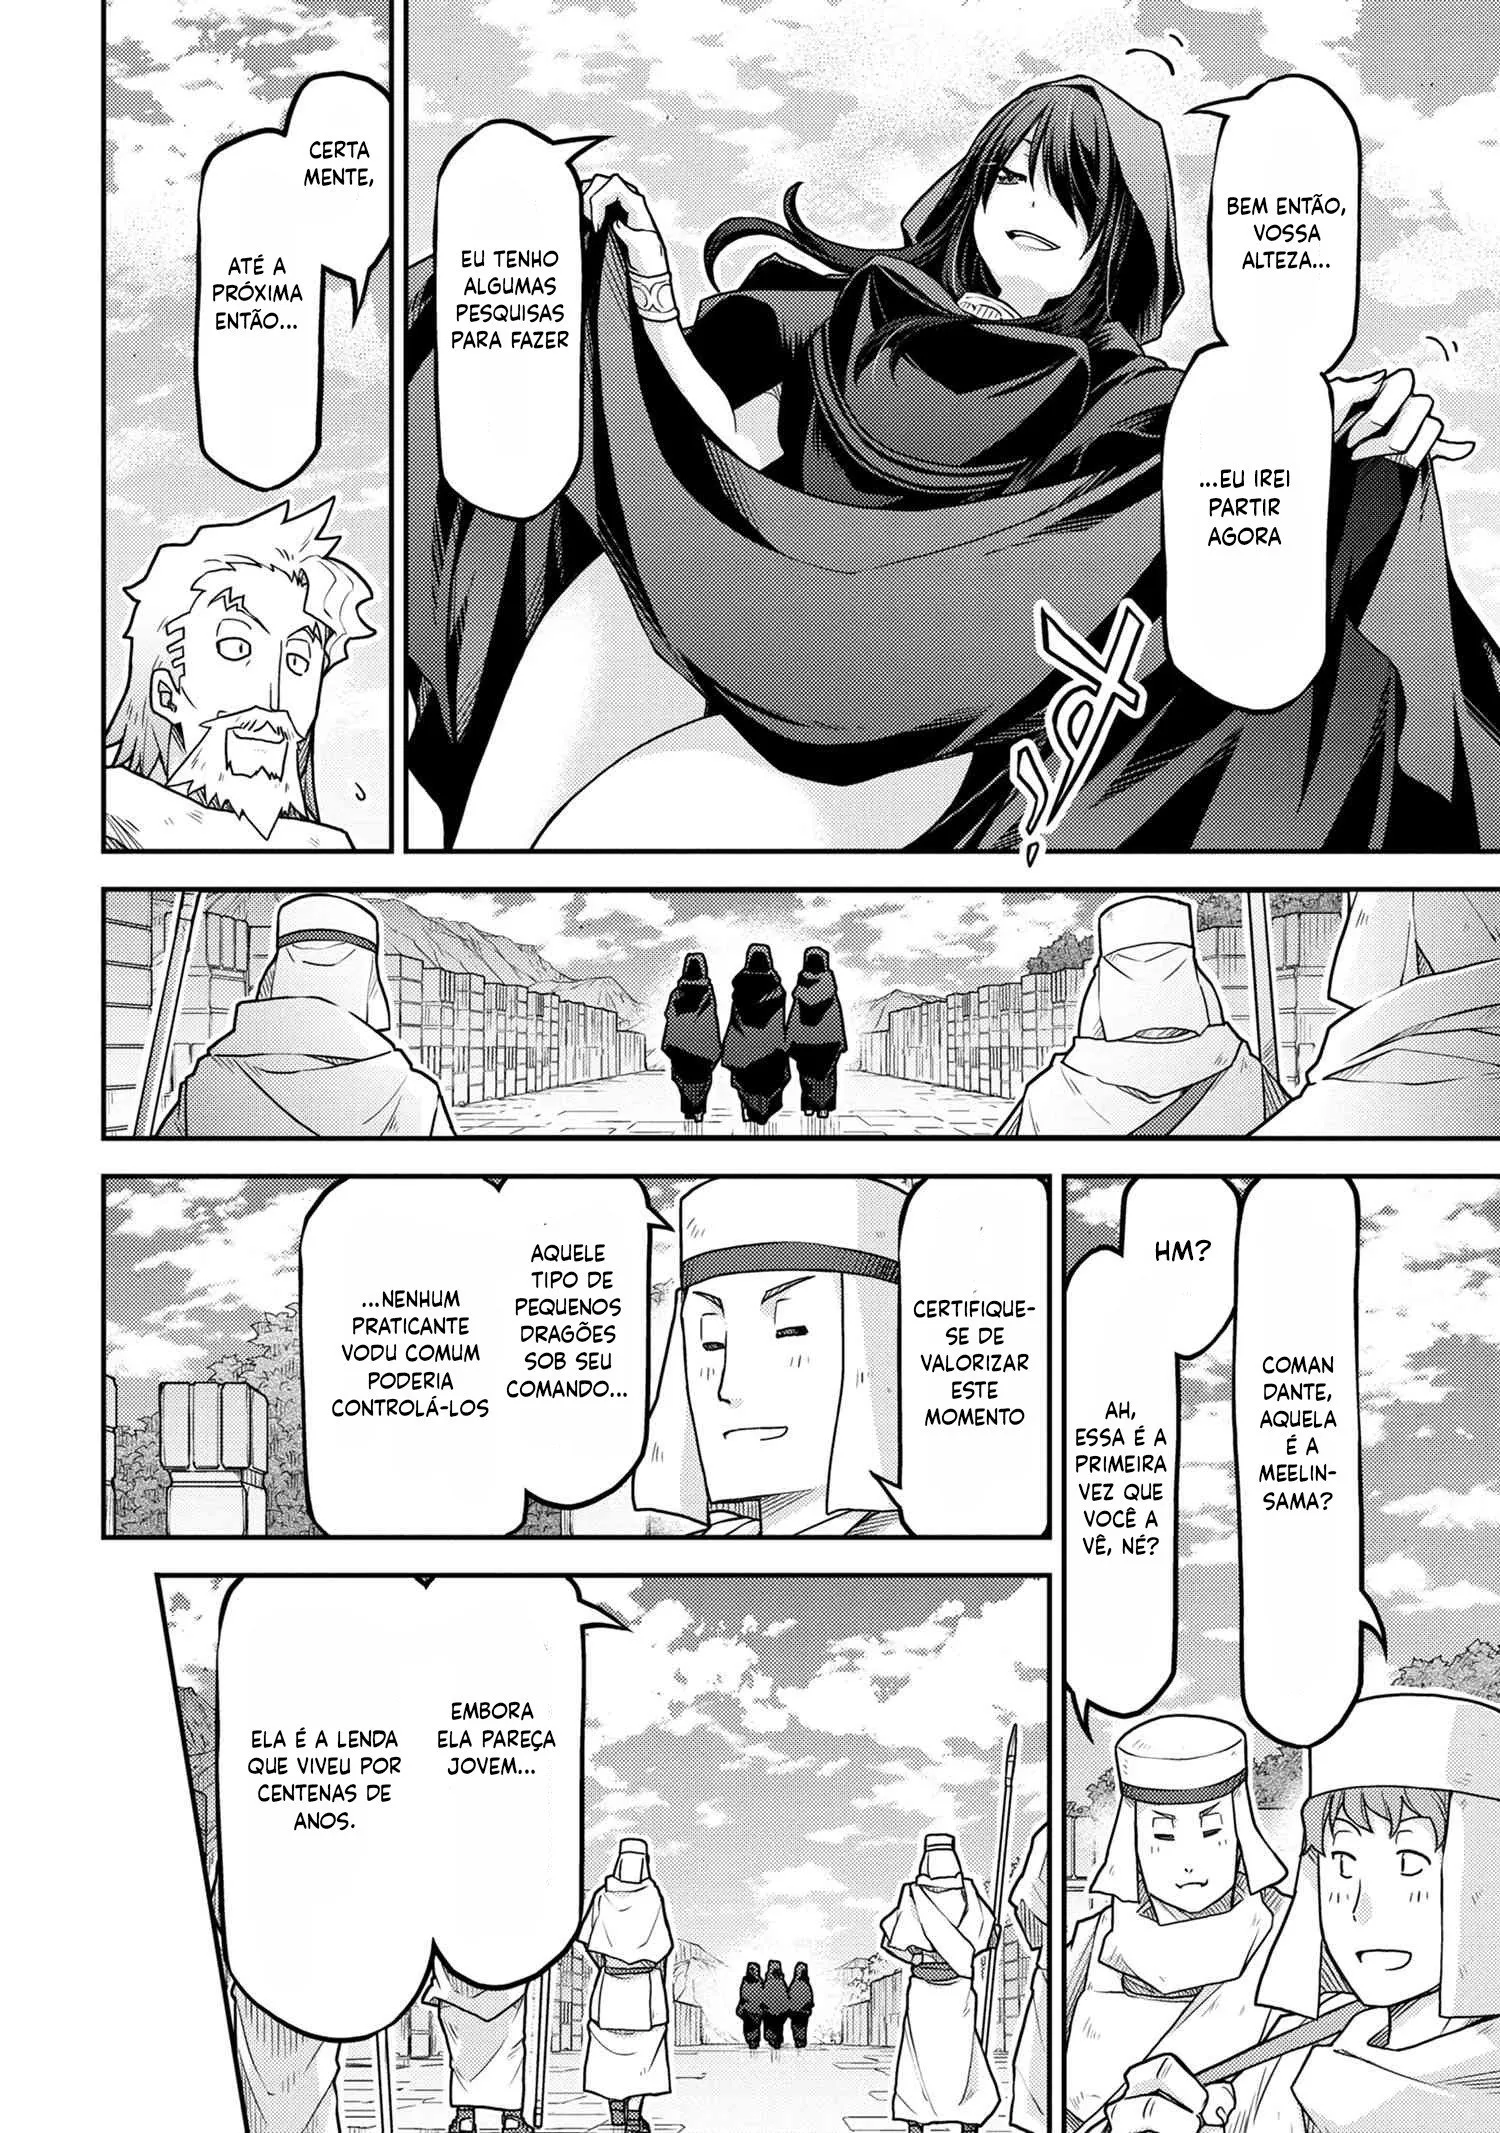 BEM ENTÃO,
VOSSA
ALTEZA...
...EU IREI
PARTIR
AGORA
EU TENHO
ALGUMAS
PESQUISAS
PARA FAZER
CERTA
MENTE,
ATÉ A
PRÓXIMA
ENTÃO...
COMAN
DANTE,
AQUELA
É A
MEELIN-
SAMA?
HM?
AH,
ESSA É A
PRIMEIRA
VEZ QUE
VOCÊ A
VÊ, NÉ?
CERTIFIQUE-
SE DE
VALORIZAR
ESTE
MOMENTO
AQUELE
TIPO DE
PEQUENOS
DRAGÕES
SOB SEU
COMANDO...
...NENHUM
PRATICANTE
VODU COMUM
PODERIA
CONTROLÁ-LOS
EMBORA
ELA PAREÇA
JOVEM...
ELA É A LENDA
QUE VIVEU POR
CENTENAS DE
ANOS.